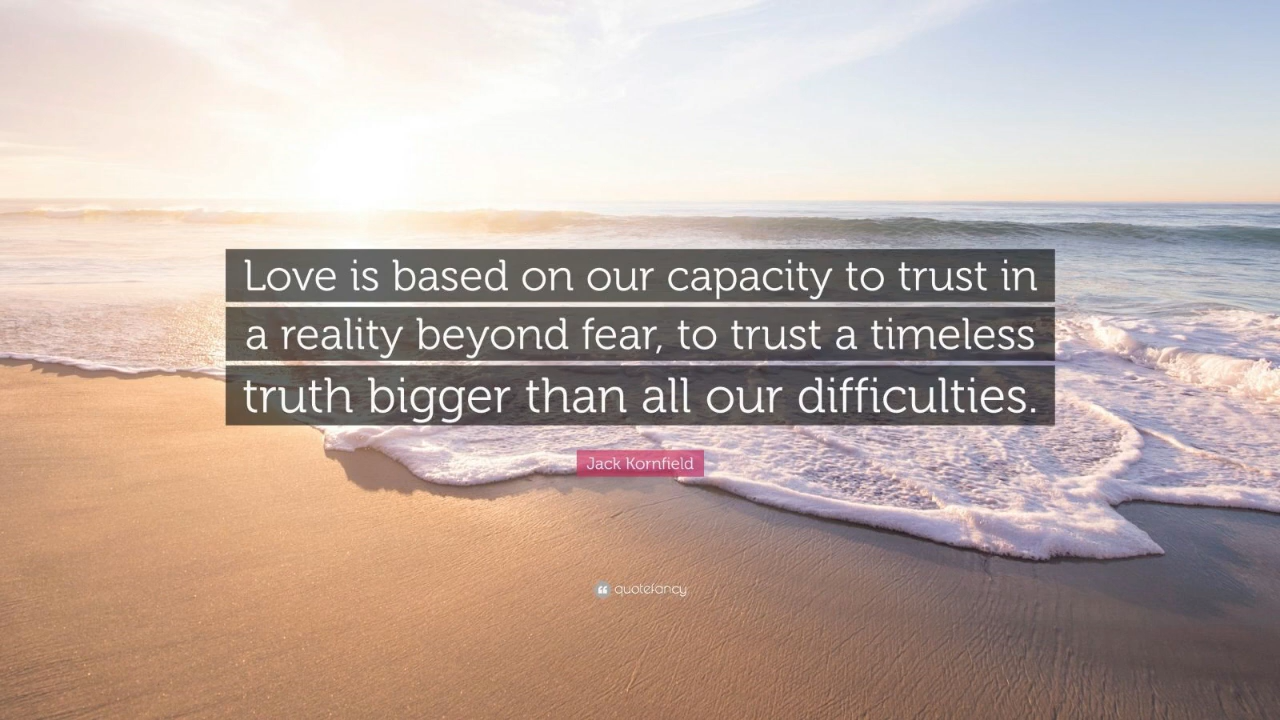 Love is based on our capacity to trust in
a reality beyond fear, to trust a timeless
truth bigger than all our difficulties.
Jack Kornfield
quotefancy